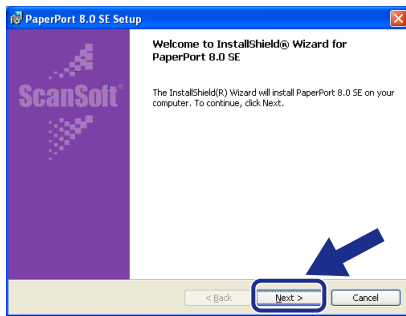 PaperPort 8.0 SE Setup
Welcome to InstallShield® Wizard for
PaperPort 8.0 SE
ScanSoft®
The InstallShield(R) Wizard will install PaperPort 8.0 SE on your
computer. To continue, click Next.
< Back
Next >
Cancel